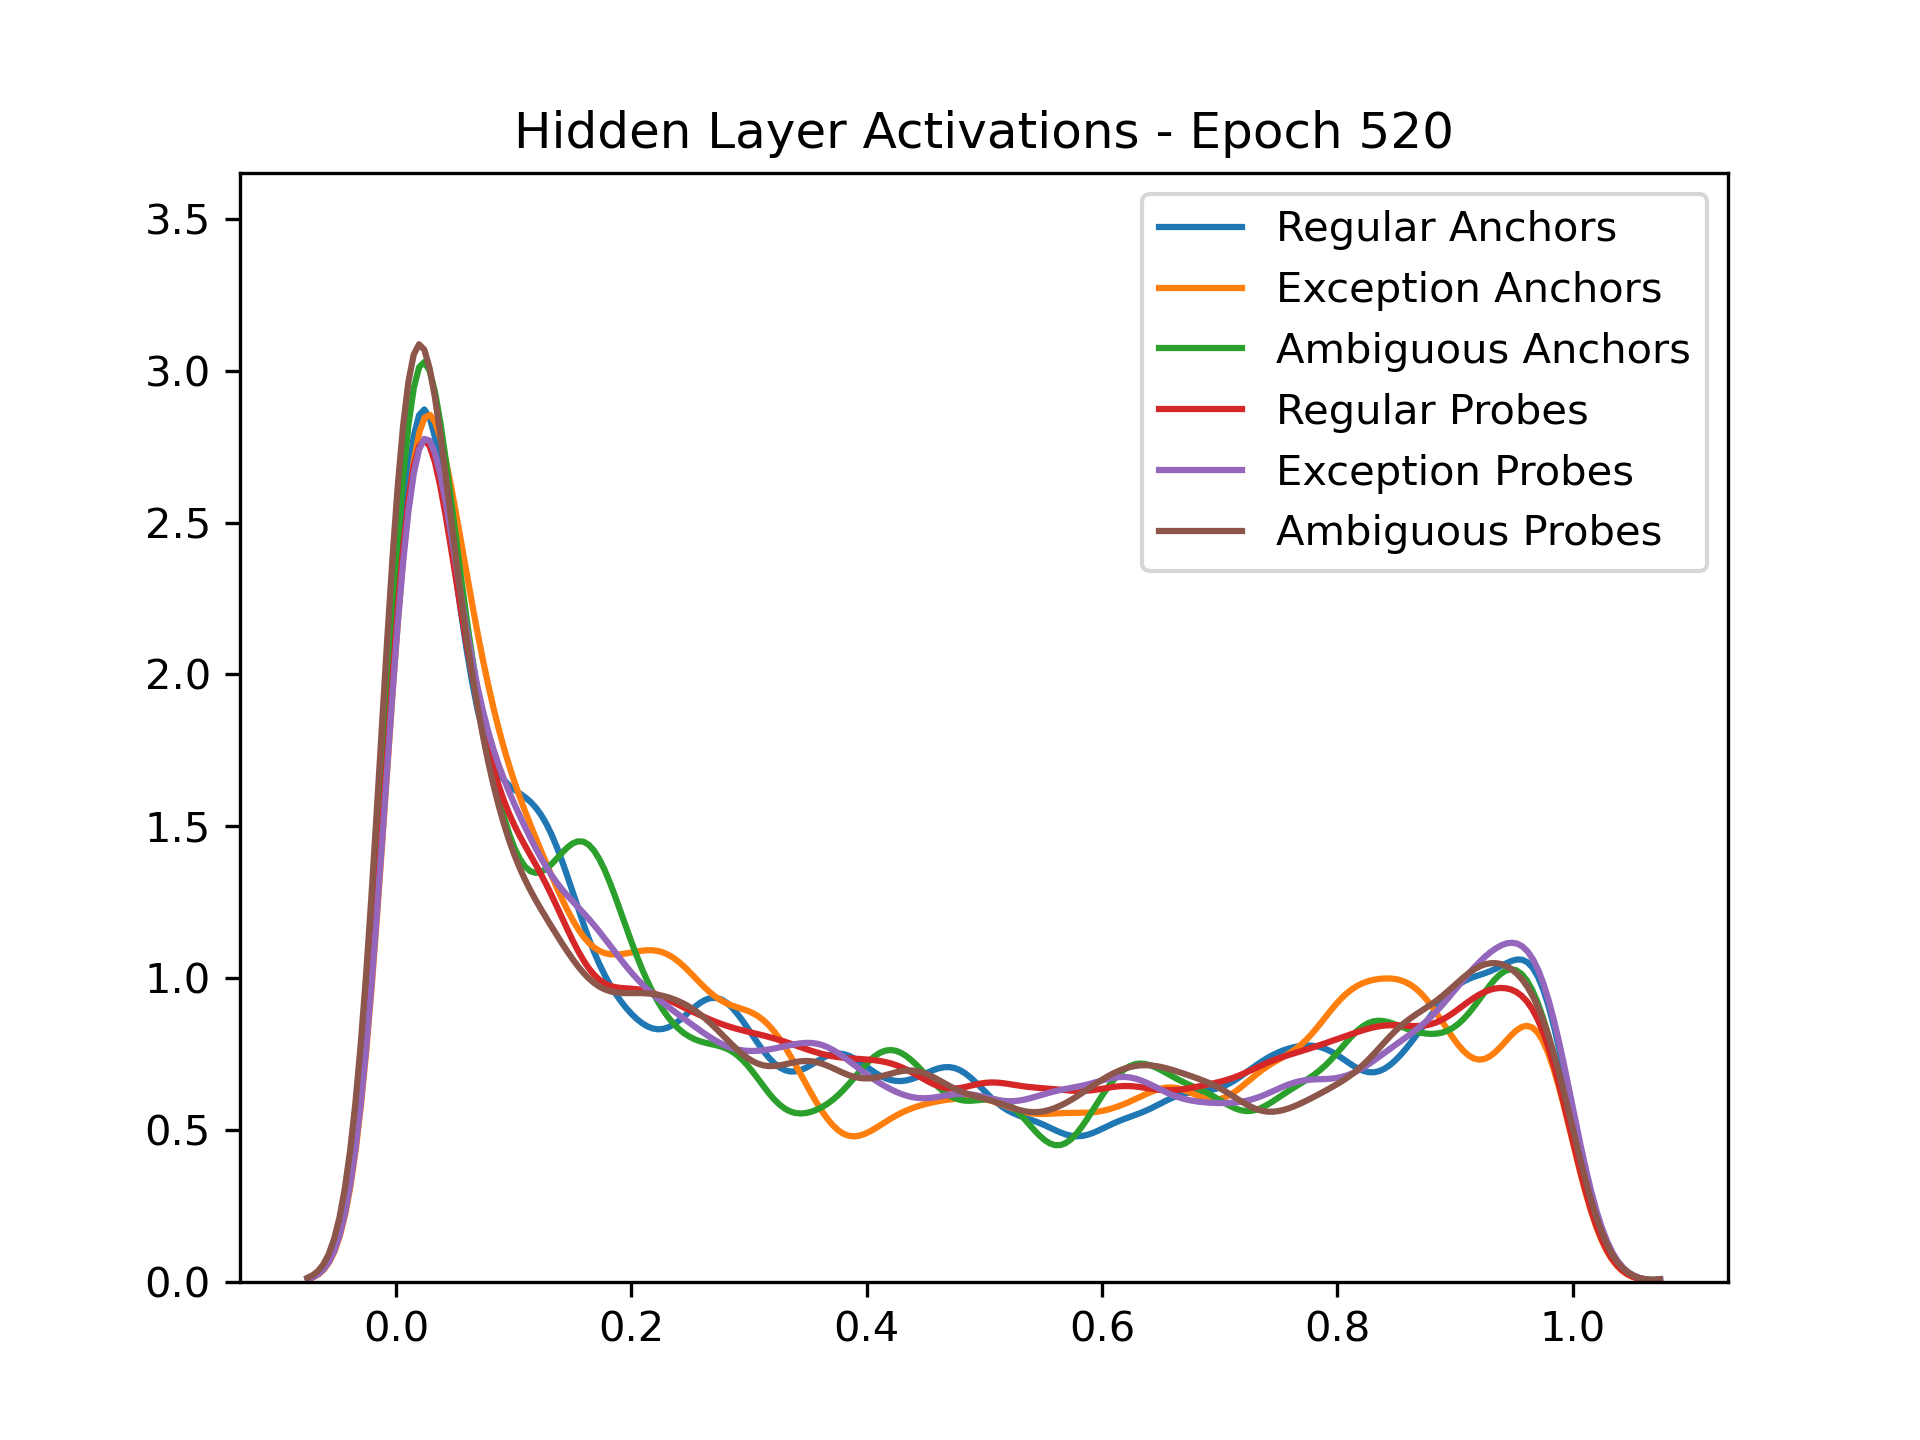 Hidden Layer Activations - Epoch 520
3.5
3.0
2.5
2.0
1.5
1.0
0.5
0.0
0.0 0.2 0.4 0.6 0.8 1.0
Regular Anchors
Exception Anchors
Ambiguous Anchors
Regular Probes
Exception Probes
Ambiguous Probes